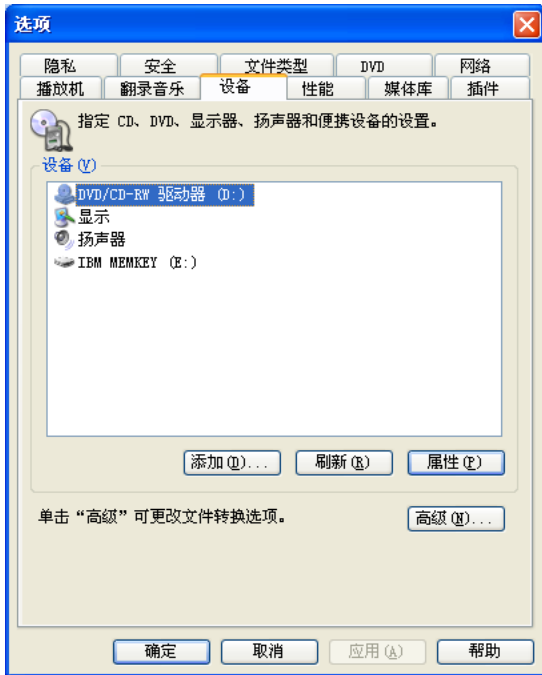 选项
隐私 安全 文件类型 DVD 网络
播放机 翻录音乐 设备 性能 媒体库 插件
指定 CD、DVD、显示器、扬声器和便携设备的设置。
设备(V)
DVD/CD-RW 驱动器 (D:)
显示
扬声器
IBM MEMKEY (E:)
添加(D)... 刷新(R) 属性(P)
单击“高级”可更改文件转换选项。
高级(N)...
确定 取消 应用(A) 帮助